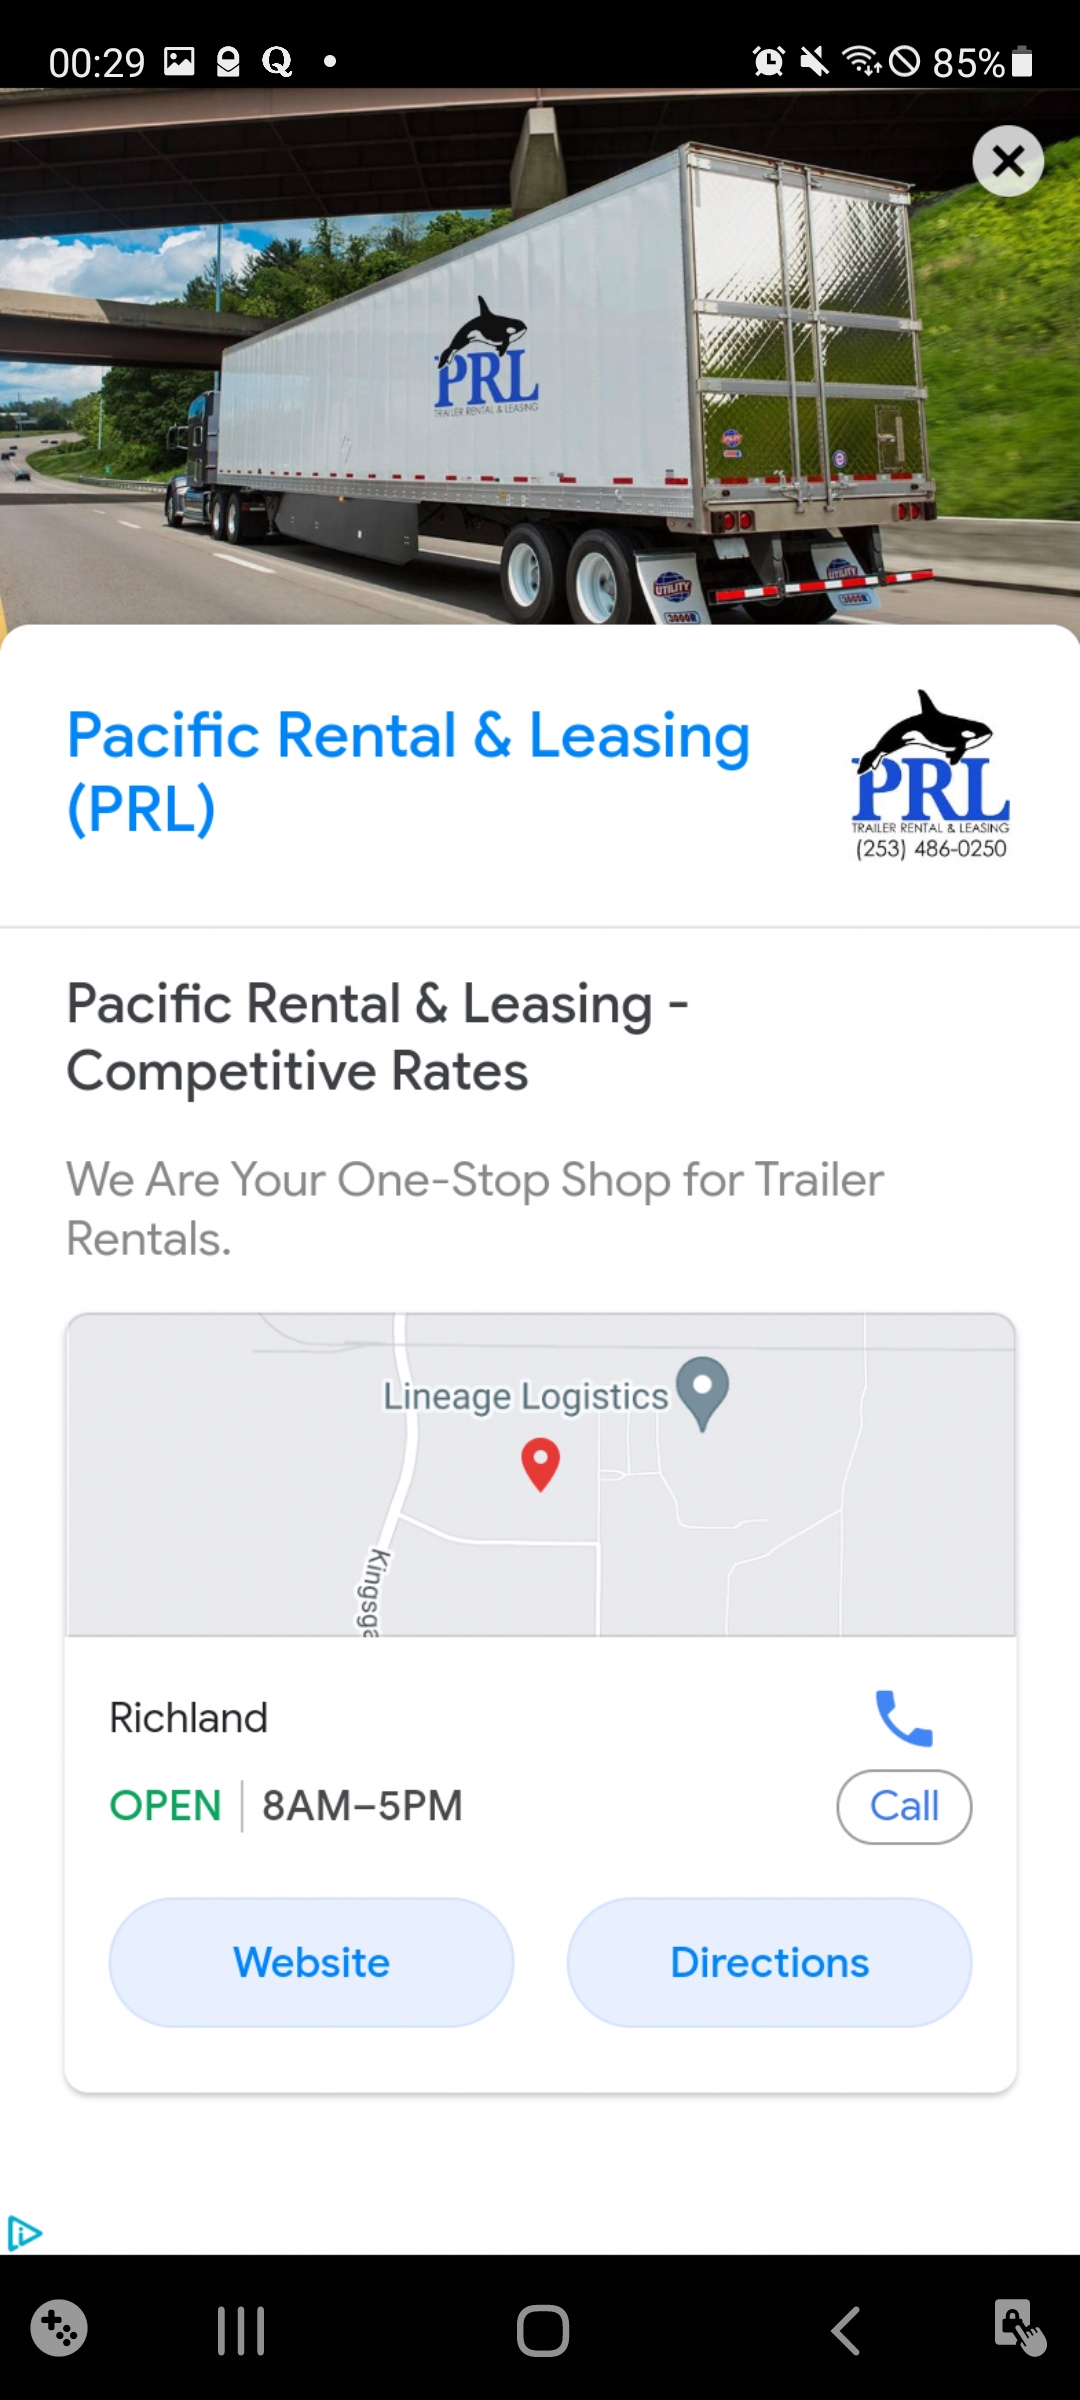 00:29
85%
PRL
TRAILER RENTAL & LEASING
UTILITY
3000R
UTILITY
3000R
Pacific Rental & Leasing
(PRL)
PRL
TRAILER RENTAL & LEASING
(253) 486-0250
Pacific Rental & Leasing -
Competitive Rates
We Are Your One-Stop Shop for Trailer
Rentals.
Lineage Logistics
Kingsga
Richland
OPEN | 8AM–5PM
Call
Website
Directions